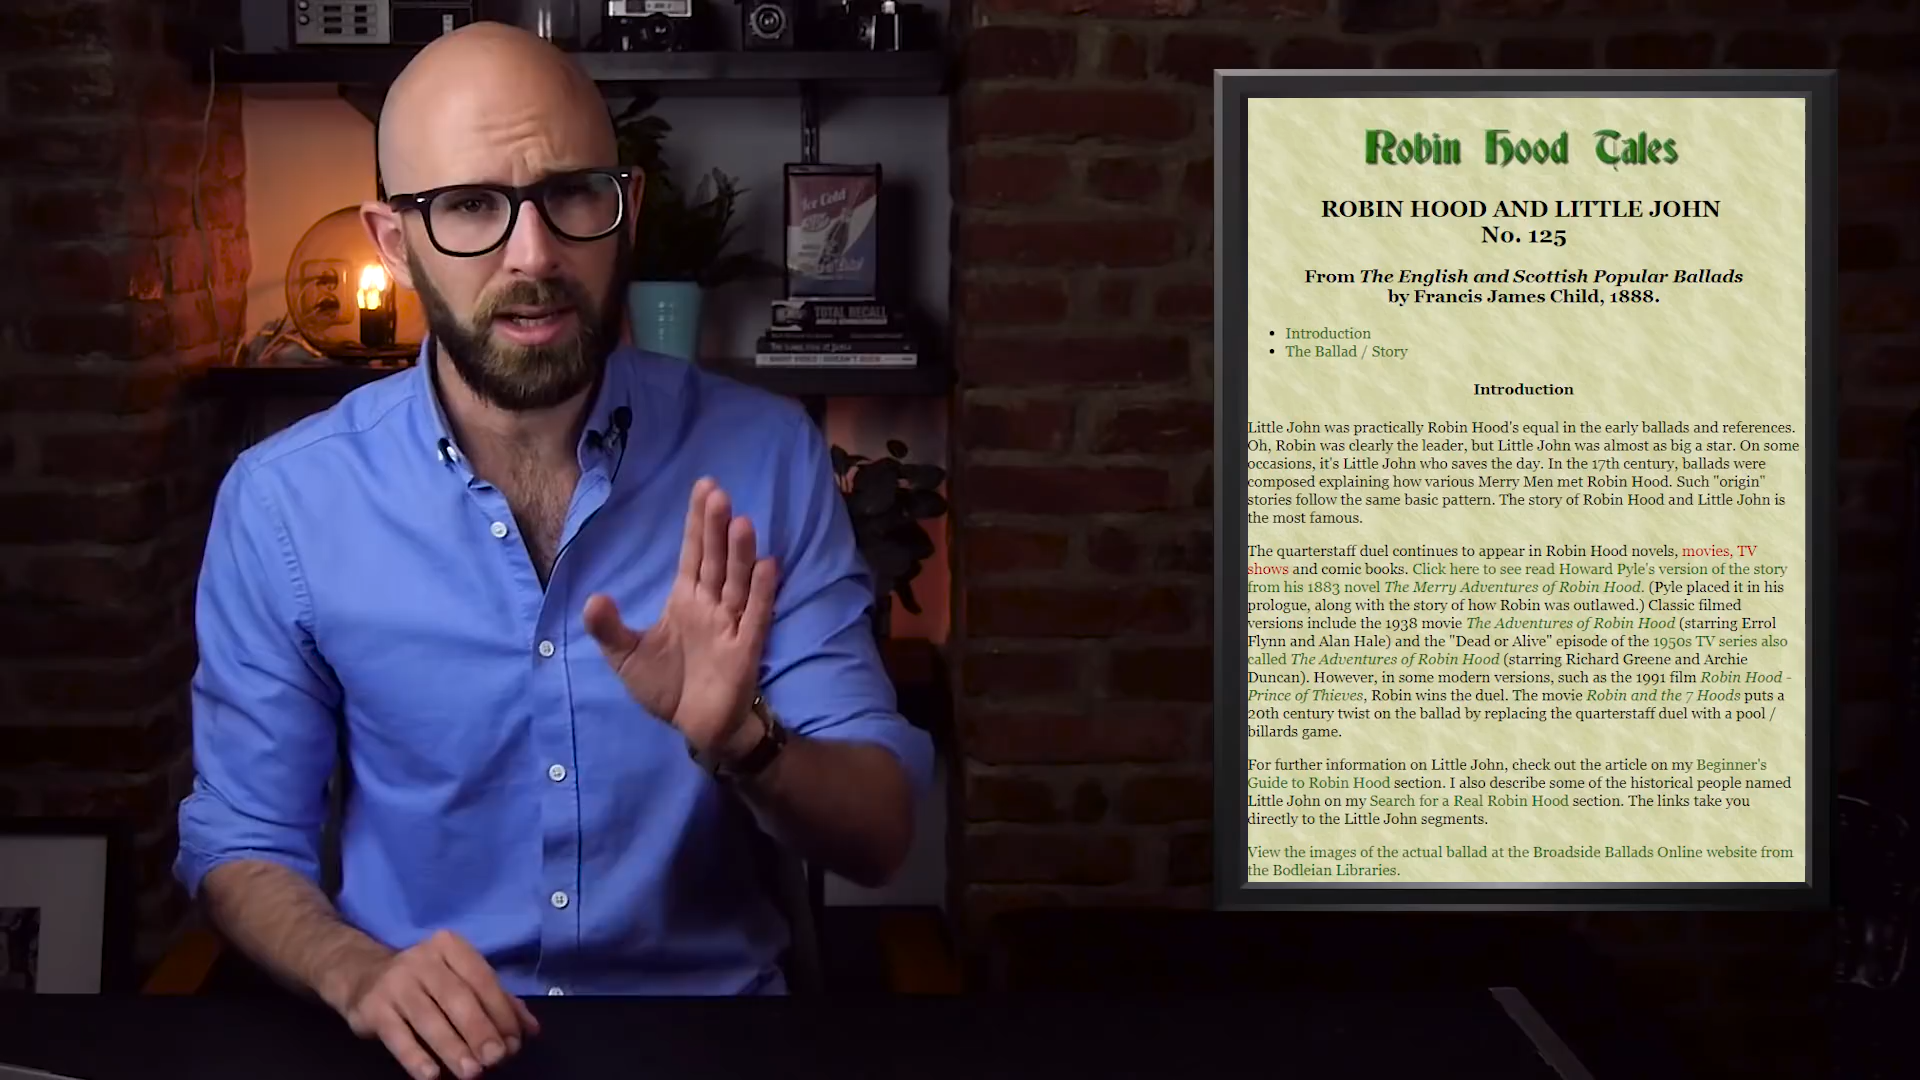 Ice Cold
TOTAL RECALL
Robin Hood Tales
ROBIN HOOD AND LITTLE JOHN
No. 125
From The English and Scottish Popular Ballads
by Francis James Child, 1888.
• Introduction
• The Ballad / Story
Introduction
Little John was practically Robin Hood's equal in the early ballads and references.
Oh, Robin was clearly the leader, but Little John was almost as big a star. On some
occasions, it's Little John who saves the day. In the 17th century, ballads were
composed explaining how various Merry Men met Robin Hood. Such "origin"
stories follow the same basic pattern. The story of Robin Hood and Little John is
the most famous.
The quarterstaff duel continues to appear in Robin Hood novels, movies, TV
shows and comic books. Click here to see read Howard Pyle's version of the story
from his 1883 novel The Merry Adventures of Robin Hood. (Pyle placed it in his
prologue, along with the story of how Robin was outlawed.) Classic filmed
versions include the 1938 movie The Adventures of Robin Hood (starring Errol
Flynn and Alan Hale) and the "Dead or Alive" episode of the 1950s TV series also
called The Adventures of Robin Hood (starring Richard Greene and Archie
Duncan). However, in some modern versions, such as the 1991 film Robin Hood -
Prince of Thieves, Robin wins the duel. The movie Robin and the 7 Hoods puts a
20th century twist on the ballad by replacing the quarterstaff duel with a pool /
billards game.
For further information on Little John, check out the article on my Beginner's
Guide to Robin Hood section. I also describe some of the historical people named
Little John on my Search for a Real Robin Hood section. The links take you
directly to the Little John segments.
View the images of the actual ballad at the Broadside Ballads Online website from
the Bodleian Libraries.